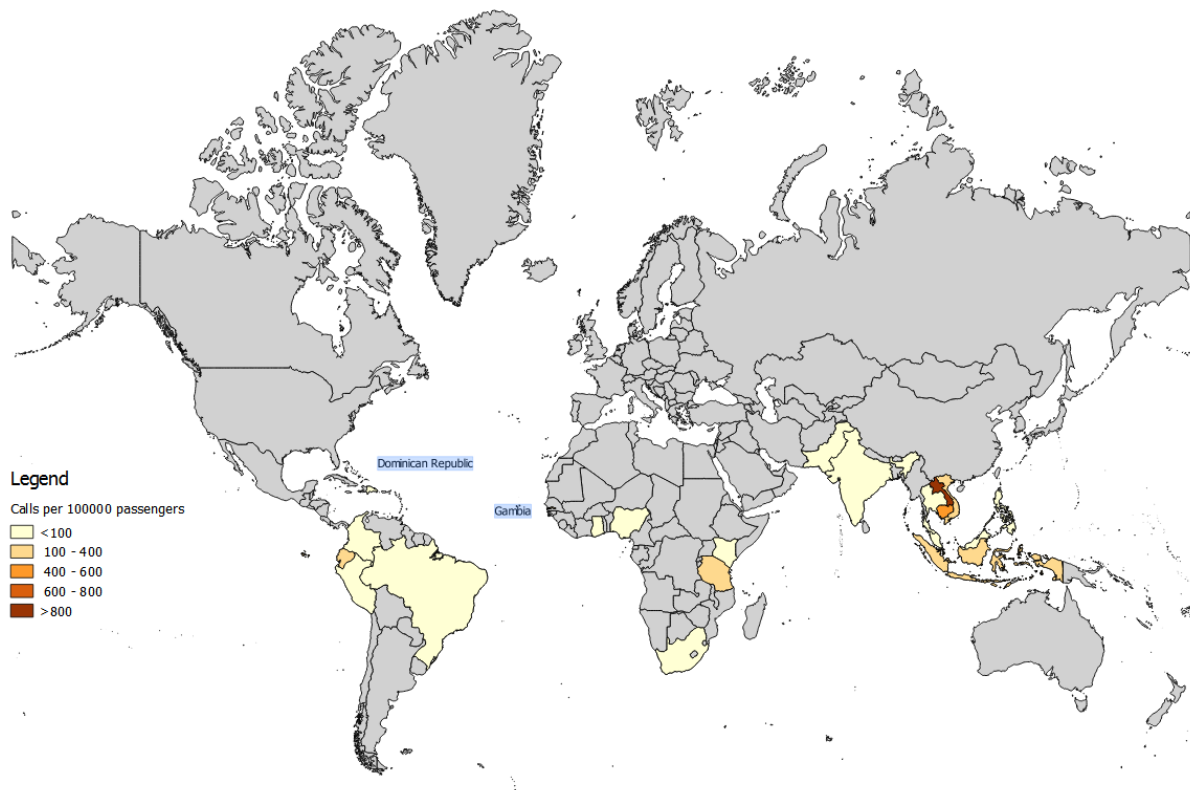 Dominican Republic
Gambia
Legend
Calls per 100000 passengers
<100
100 - 400
400 - 600
600 - 800
>800